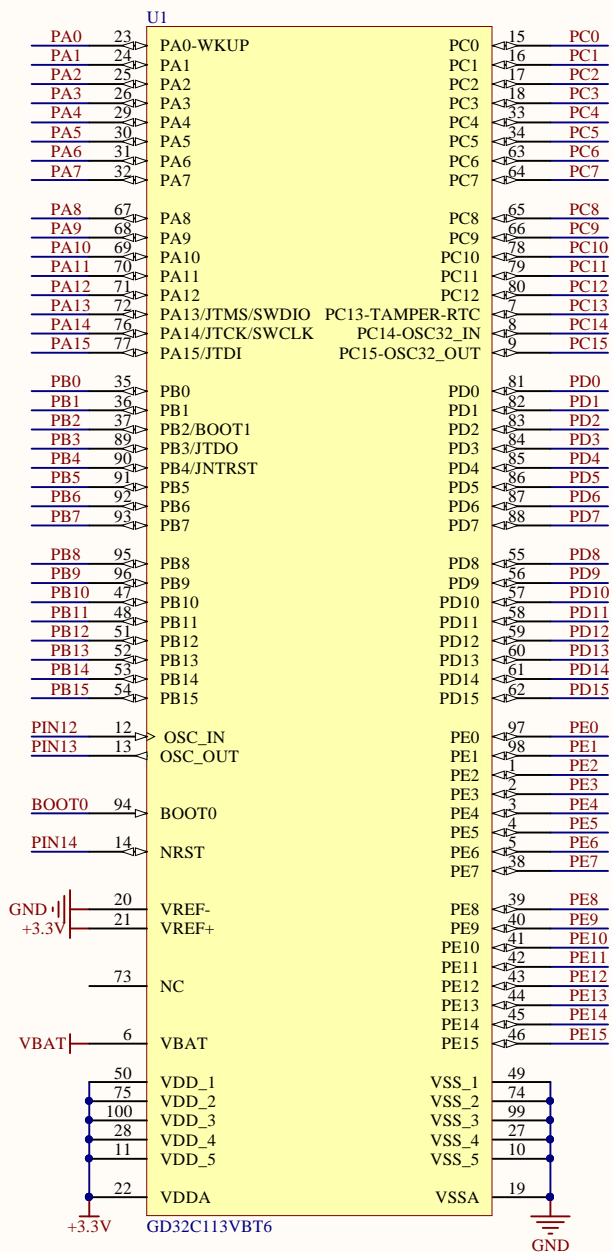 U1
PA0 23 PA0-WKUP PC0 15 PC0
PA1 24 PA1 PC1 16 PC1
PA2 25 PA2 PC2 17 PC2
PA3 26 PA3 PC3 18 PC3
PA4 29 PA4 PC4 33 PC4
PA5 30 PA5 PC5 34 PC5
PA6 31 PA6 PC6 63 PC6
PA7 32 PA7 PC7 64 PC7
PA8 67 PA8 PC8 65 PC8
PA9 68 PA9 PC9 66 PC9
PA10 69 PA10 PC10 78 PC10
PA11 70 PA11 PC11 79 PC11
PA12 71 PA12 PC12 80 PC12
PA13 72 PA13/JTMS/SWDIO PC13-TAMPER-RTC 7 PC13
PA14 76 PA14/JTCK/SWCLK PC14-OSC32_IN 8 PC14
PA15 77 PA15/JTDI PC15-OSC32_OUT 9 PC15
PB0 35 PB0 PD0 81 PD0
PB1 36 PB1 PD1 82 PD1
PB2 37 PB2/BOOT1 PD2 83 PD2
PB3 89 PB3/JTDO PD3 84 PD3
PB4 90 PB4/JNTRST PD4 85 PD4
PB5 91 PB5 PD5 86 PD5
PB6 92 PB6 PD6 87 PD6
PB7 93 PB7 PD7 88 PD7
PB8 95 PB8 PD8 55 PD8
PB9 96 PB9 PD9 56 PD9
PB10 47 PB10 PD10 57 PD10
PB11 48 PB11 PD11 58 PD11
PB12 51 PB12 PD12 59 PD12
PB13 52 PB13 PD13 60 PD13
PB14 53 PB14 PD14 61 PD14
PB15 54 PB15 PD15 62 PD15
PIN12 12 OSC_IN PE0 97 PE0
PIN13 13 OSC_OUT PE1 98 PE1
PE2 1 PE2
PE3 2 PE3
BOOT0 94 BOOT0 PE4 3 PE4
PE5 4 PE5
PIN14 14 NRST PE6 5 PE6
PE7 38 PE7
GND 20 VREF- PE8 39 PE8
+3.3V 21 VREF+ PE9 40 PE9
PE10 41 PE10
PE11 42 PE11
73 NC PE12 43 PE12
PE13 44 PE13
PE14 45 PE14
VBAT 6 VBAT PE15 46 PE15
50 VDD_1 VSS_1 49
75 VDD_2 VSS_2 74
100 VDD_3 VSS_3 99
28 VDD_4 VSS_4 27
11 VDD_5 VSS_5 10
22 VDDA VSSA 19
+3.3V GD32C113VBT6
GND